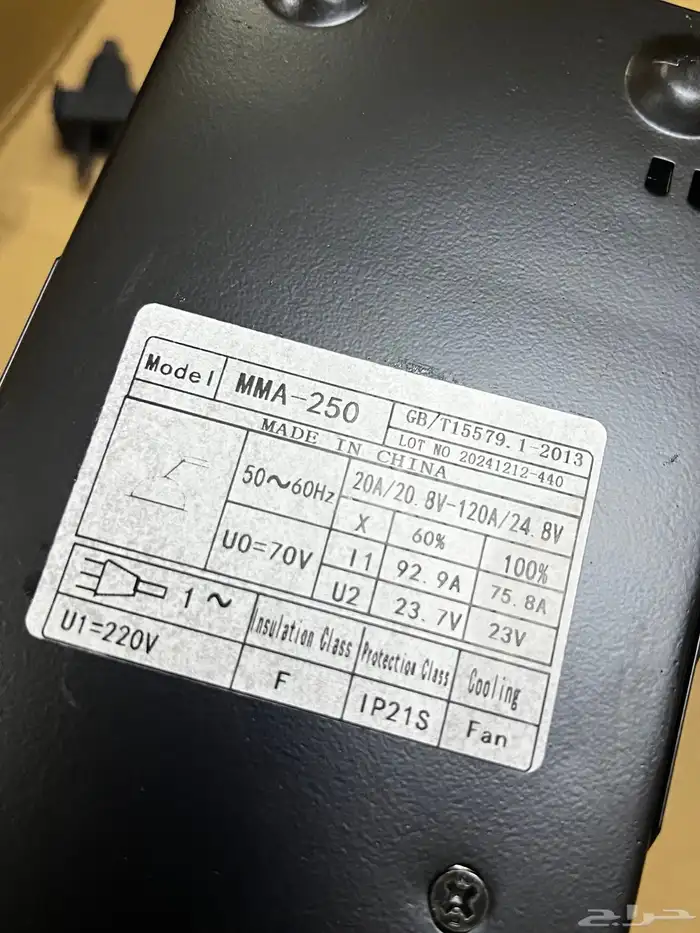 Model MMA-250 GB/T15579.1-2013
LOT NO 20241212-440
MADE IN CHINA
50~60Hz 20A/20.8V-120A/24.8V
X 60% 100%
U0=70V I1 92.9A 75.8A
U2 23.7V 23V
1~ Insulation Class Protection Class Cooling
U1=220V F IP21S Fan
حراج